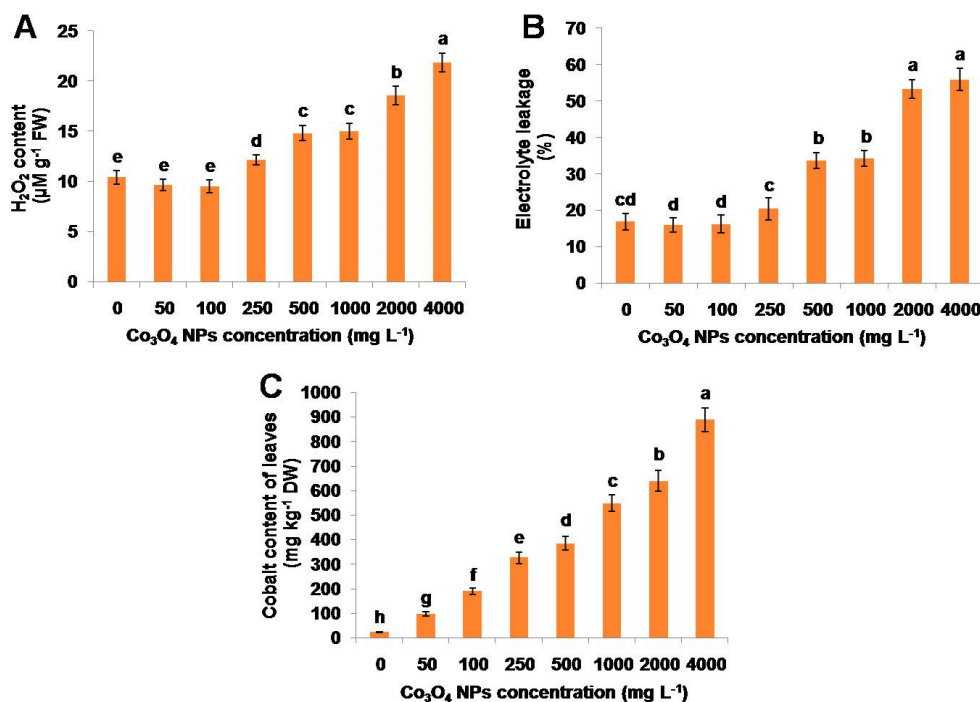 A
H₂O₂ content
(µM g⁻¹ FW)
25
20
15
10
5
0
e e e d c c b a
0 50 100 250 500 1000 2000 4000
Co₃O₄ NPs concentration (mg L⁻¹)
B
Electrolyte leakage
(%)
70
60
50
40
30
20
10
0
cd d d c b b a a
0 50 100 250 500 1000 2000 4000
Co₃O₄ NPs concentration (mg L⁻¹)
C
Cobalt content of leaves
(mg kg⁻¹ DW)
1000
900
800
700
600
500
400
300
200
100
0
h g f e d c b a
0 50 100 250 500 1000 2000 4000
Co₃O₄ NPs concentration (mg L⁻¹)